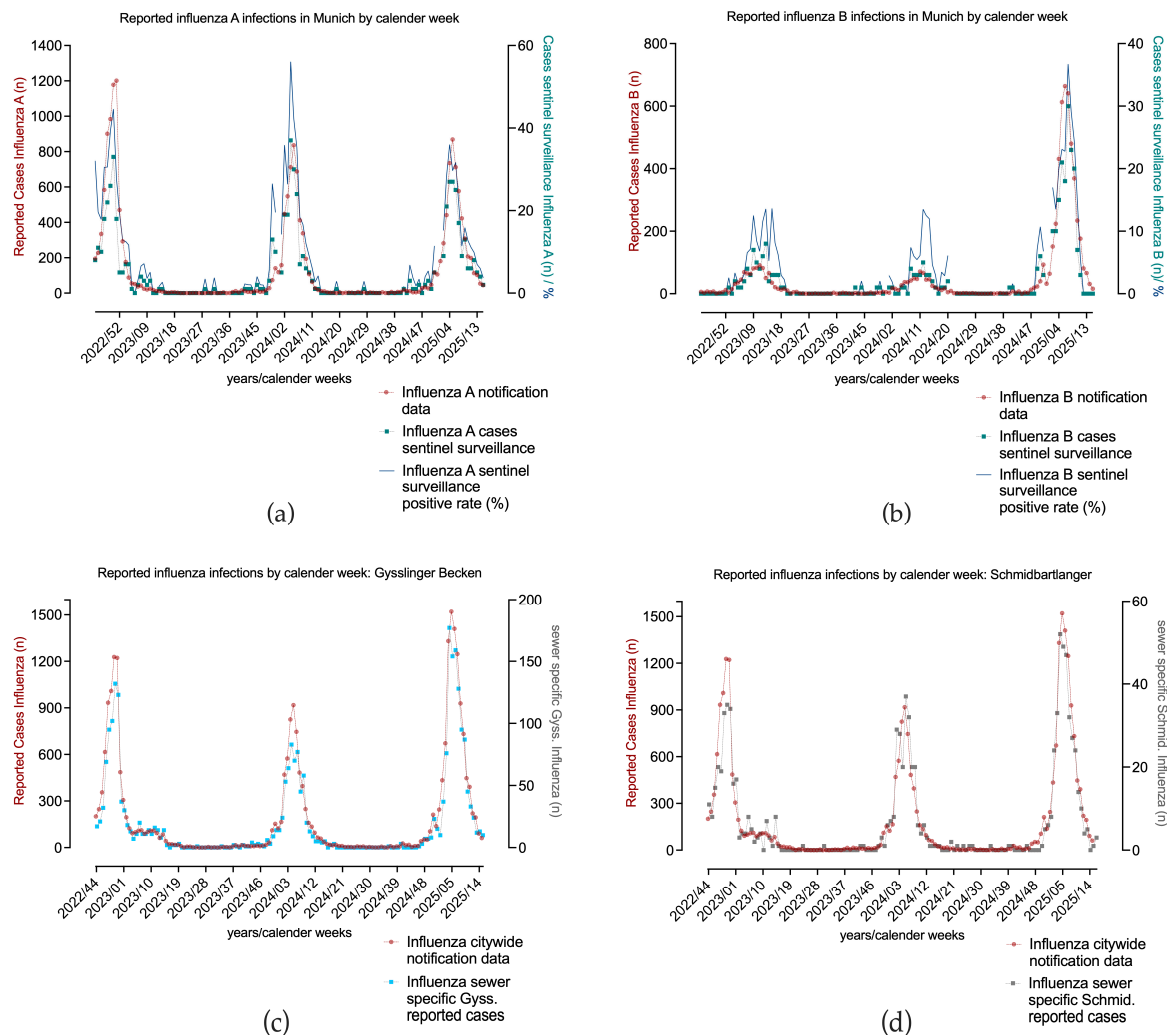 Reported influenza A infections in Munich by calender week
Reported Cases Influenza A (n)
1400
1200
1000
800
600
400
200
0
60
40
20
0
Cases sentinel
surveillance Influenza A (n) / %
2022/52
2023/09
2023/18
2023/27
2023/36
2023/45
2024/02
2024/11
2024/20
2024/29
2024/38
2024/47
2025/04
2025/13
years/calender weeks
Influenza A notification
data
Influenza A cases
sentinel surveillance
Influenza A sentinel
surveillance
positive rate (%)
(a)
Reported influenza B infections in Munich by calender week
Reported Cases Influenza B (n)
800
600
400
200
0
40
30
20
10
0
Cases sentinel
surveillance Influenza B (n)/ %
2022/52
2023/09
2023/18
2023/27
2023/36
2023/45
2024/02
2024/11
2024/20
2024/29
2024/38
2024/47
2025/04
2025/13
years/calender weeks
Influenza B notification
data
Influenza B cases
sentinel surveillance
Influenza B sentinel
surveillance
positive rate (%)
(b)
Reported influenza infections by calender week: Gysslinger Becken
Reported Cases Influenza (n)
1500
1200
900
600
300
0
200
150
100
50
0
sewer specific Gyss. Influenza (n)
2022/44
2023/01
2023/10
2023/19
2023/28
2023/37
2023/46
2024/03
2024/12
2024/21
2024/30
2024/39
2024/48
2025/05
2025/14
years/calender weeks
Influenza citywide
notification data
Influenza sewer
specific Gyss.
reported cases
(c)
Reported influenza infections by calender week: Schmidbartlanger
Reported Cases Influenza (n)
1500
1200
900
600
300
0
60
40
20
0
sewer specific Schmid. Influenza (n)
2022/44
2023/01
2023/10
2023/19
2023/28
2023/37
2023/46
2024/03
2024/12
2024/21
2024/30
2024/39
2024/48
2025/05
2025/14
years/calender weeks
Influenza citywide
notification data
Influenza sewer
specific Schmid.
reported cases
(d)